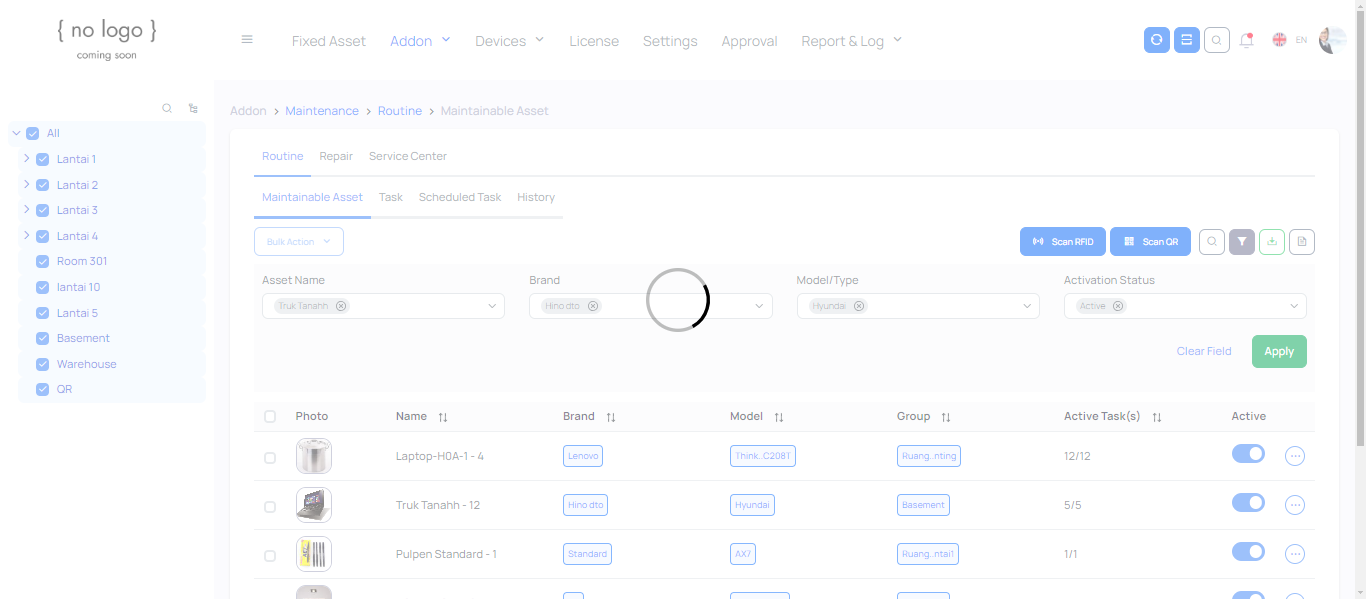 { no logo }
coming soon
Fixed Asset Addon Devices License Settings Approval Report & Log EN
All
Lantai 1
Lantai 2
Lantai 3
Lantai 4
Room 301
lantai 10
Lantai 5
Basement
Warehouse
QR
Addon > Maintenance > Routine > Maintainable Asset
Routine Repair Service Center
Maintainable Asset Task Scheduled Task History
Bulk Action Scan RFID Scan QR
Asset Name Brand Model/Type Activation Status
Truk Tanahh Hino dto Hyundai Active
Clear Field Apply
Photo Name Brand Model Group Active Task(s) Active
Laptop-H0A-1 - 4 Lenovo Think..C208T Ruang..nting 12/12
Truk Tanahh - 12 Hino dto Hyundai Basement 5/5
Pulpen Standard - 1 Standard AX7 Ruang..ntai1 1/1